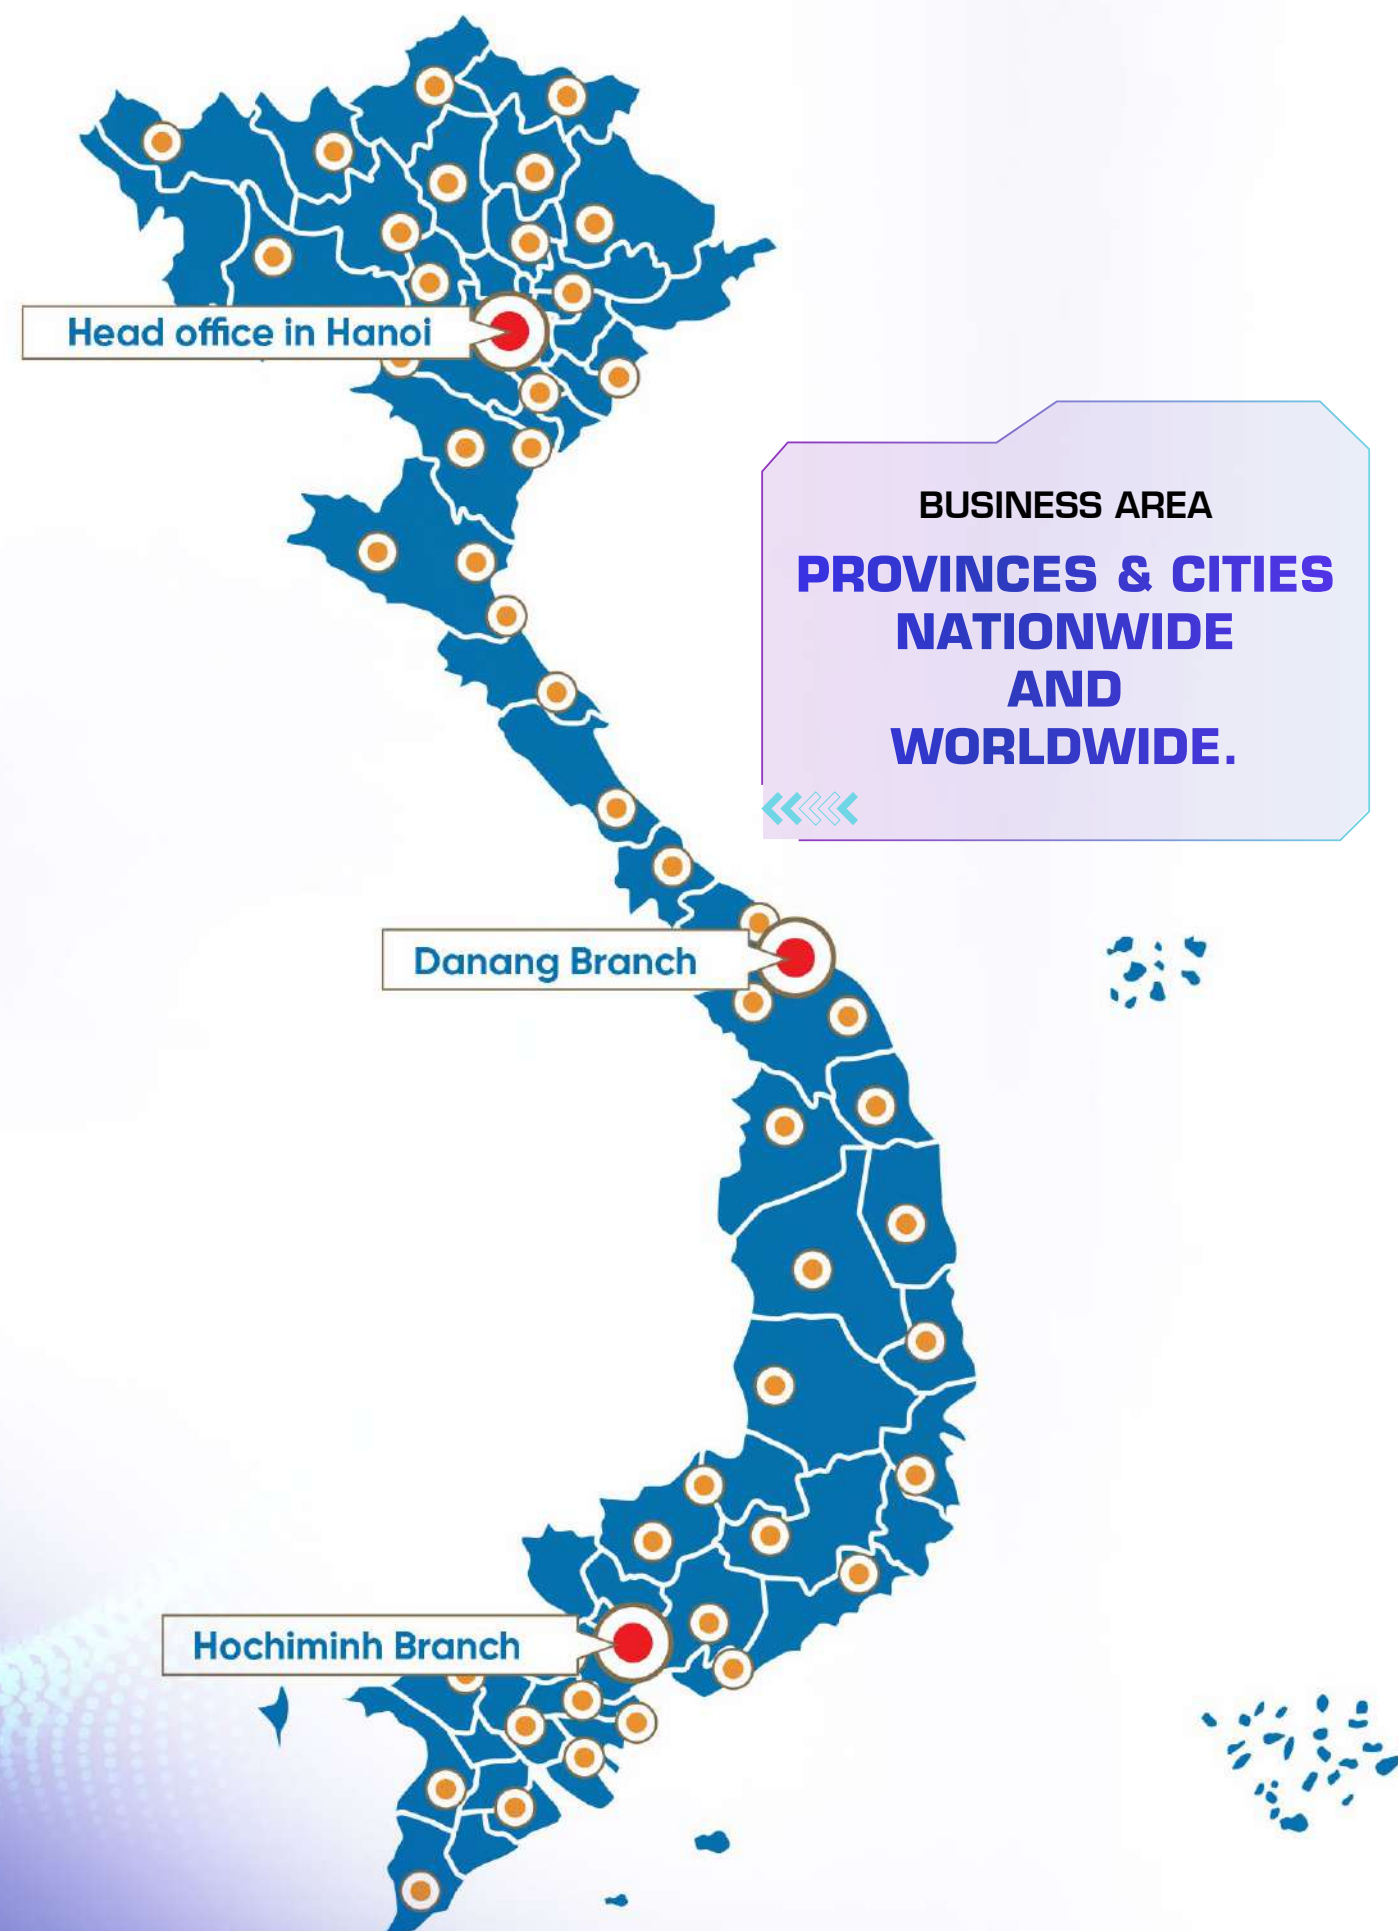 Head office in Hanoi
BUSINESS AREA
PROVINCES & CITIES
NATIONWIDE
AND
WORLDWIDE.
Danang Branch
Hochiminh Branch